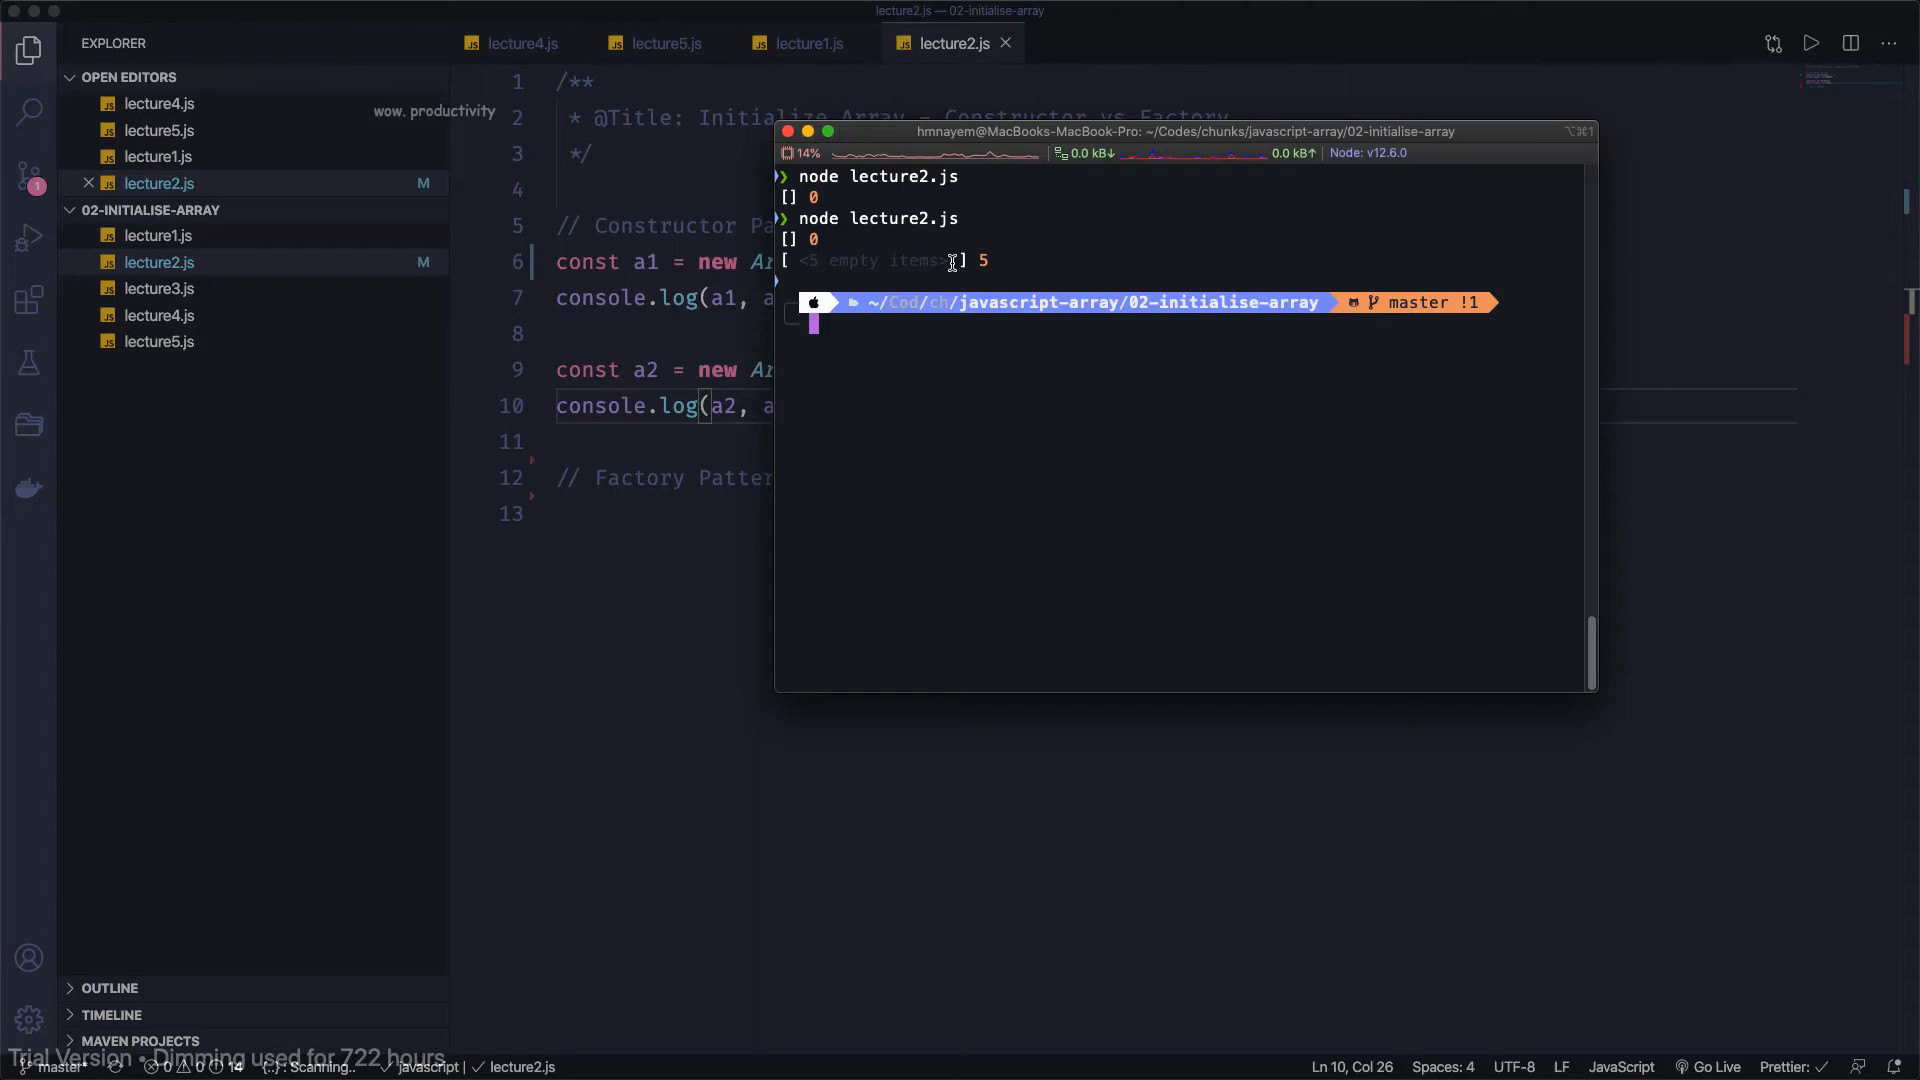 lecture2.js — 02-initialise-array
EXPLORER
OPEN EDITORS
lecture4.js
lecture5.js
lecture1.js
lecture2.js M
02-INITIALISE-ARRAY
lecture1.js
lecture2.js M
lecture3.js
lecture4.js
lecture5.js
OUTLINE
TIMELINE
MAVEN PROJECTS
1
wow. productivity
lecture4.js lecture5.js lecture1.js lecture2.js
1 /**
2 * @Title: Initialize Array - Constructor vs Factory
3 */
4
5 // Constructor Pa
6 const a1 = new Ar
7 console.log(a1, a
8
9 const a2 = new Ar
10 console.log(a2, a
11
12 // Factory Patter
13
hmnayem@MacBooks-MacBook-Pro: ~/Codes/chunks/javascript-array/02-initialise-array ⌥⌘1
14% 0.0 kB↓ 0.0 kB↑ Node: v12.6.0
❯ node lecture2.js
[] 0
❯ node lecture2.js
[] 0
[ <5 empty items> ] 5
~/Cod/ch/javascript-array/02-initialise-array master !1
Trial Version • Dimming used for 722 hours
master* 0 0 14 {..} : Scanning.. ✓ javascript | ✓ lecture2.js Ln 10, Col 26 Spaces: 4 UTF-8 LF JavaScript Go Live Prettier: ✓